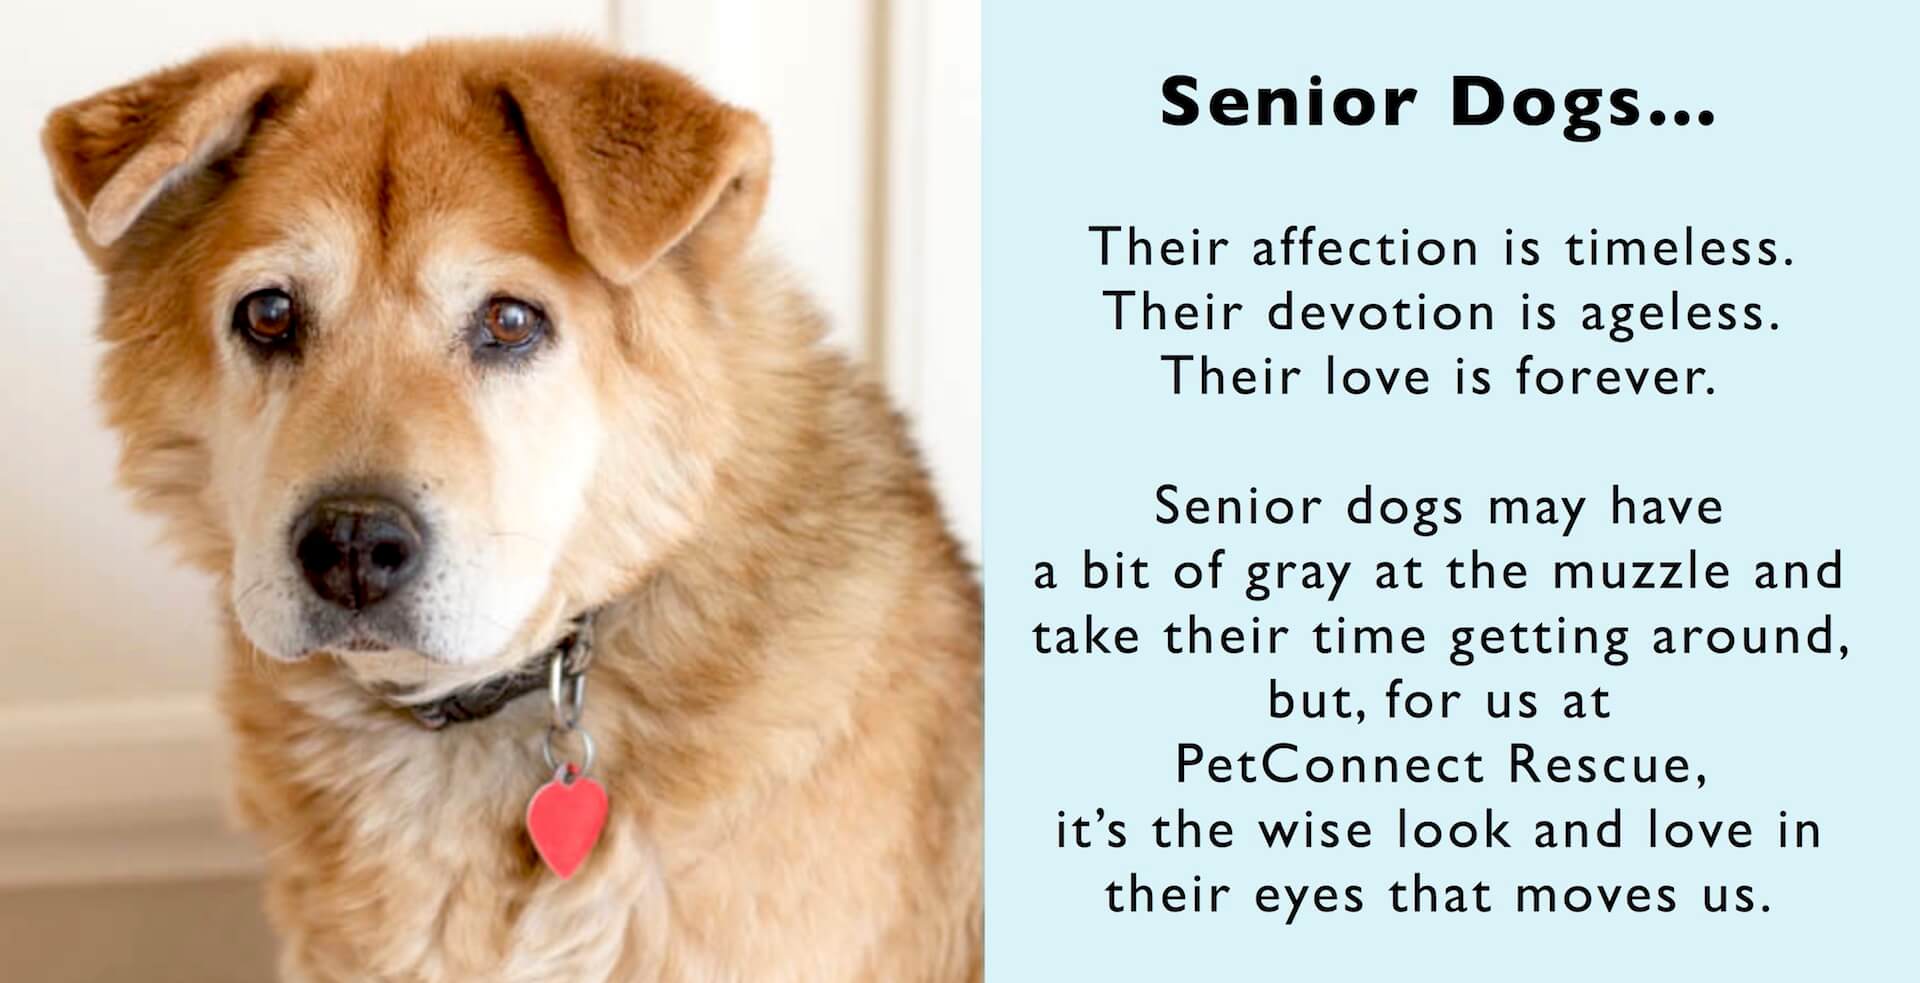 Senior Dogs...
Their affection is timeless.
Their devotion is ageless.
Their love is forever.
Senior dogs may have
a bit of gray at the muzzle and
take their time getting around,
but, for us at
PetConnect Rescue,
it’s the wise look and love in
their eyes that moves us.